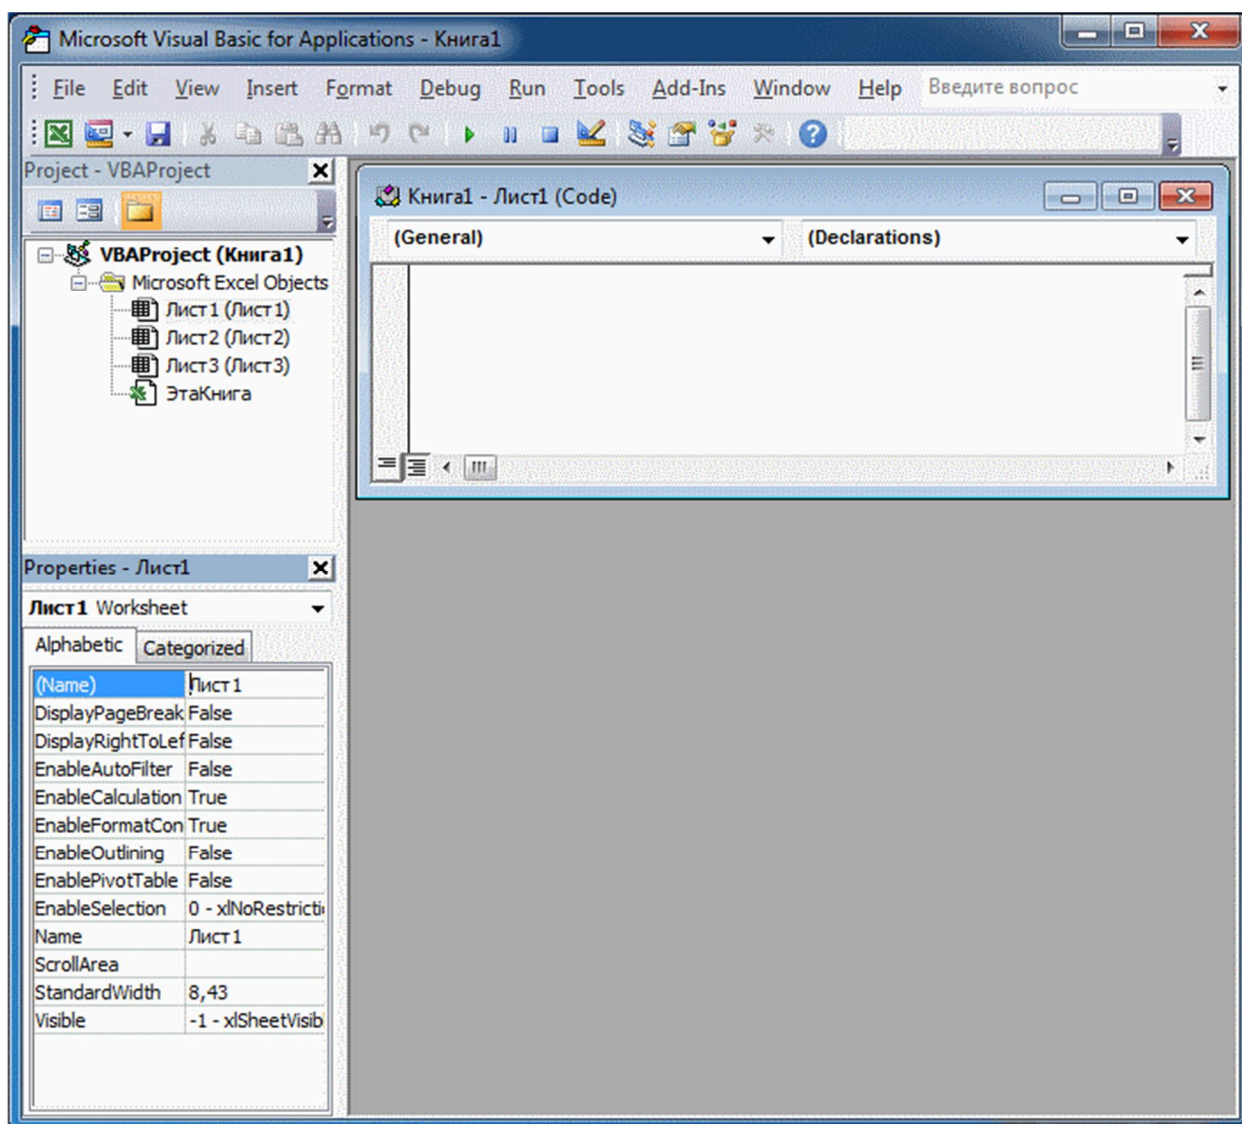 Microsoft Visual Basic for Applications - Книга1
File Edit View Insert Format Debug Run Tools Add-Ins Window Help Введите вопрос
Project - VBAProject
VBAProject (Книга1)
Microsoft Excel Objects
Лист1 (Лист1)
Лист2 (Лист2)
Лист3 (Лист3)
ЭтаКнига
Книга1 - Лист1 (Code)
(General) (Declarations)
Properties - Лист1
Лист1 Worksheet
Alphabetic Categorized
(Name) Лист1
DisplayPageBreak False
DisplayRightToLef False
EnableAutoFilter False
EnableCalculation True
EnableFormatCon True
EnableOutlining False
EnablePivotTable False
EnableSelection 0 - xlNoRestricti
Name Лист1
ScrollArea
StandardWidth 8,43
Visible -1 - xlSheetVisib